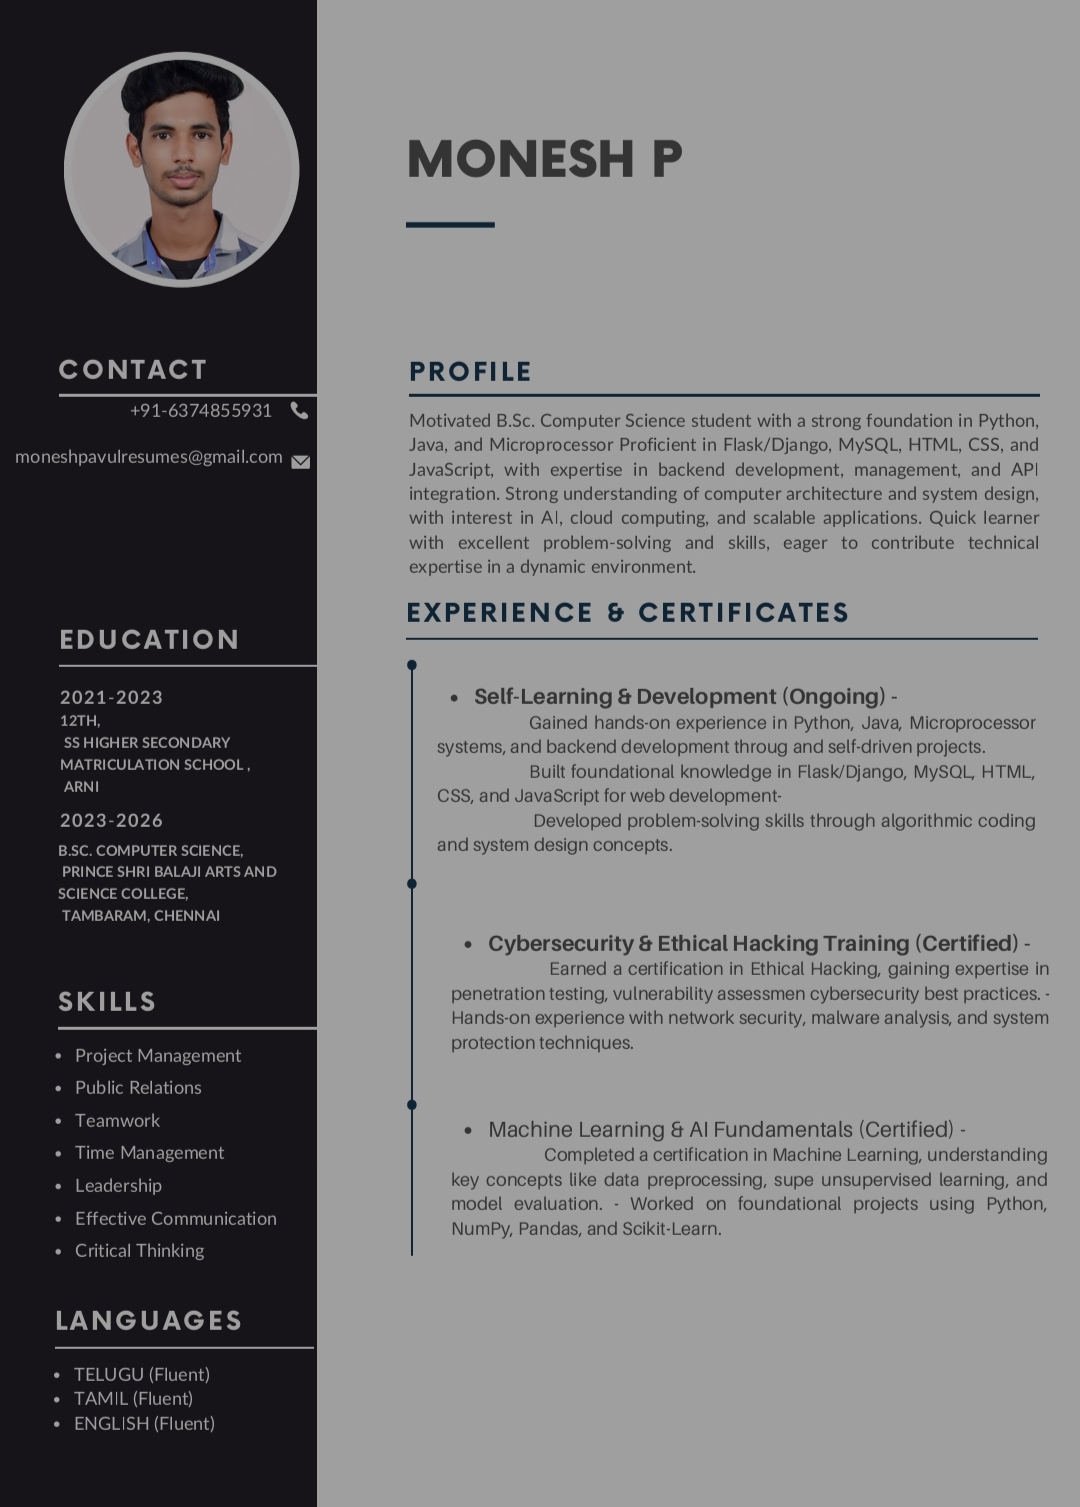 MONESH P
CONTACT
+91-6374855931
moneshpavulresumes@gmail.com
EDUCATION
2021-2023
12TH,
SS HIGHER SECONDARY
MATRICULATION SCHOOL ,
ARNI
2023-2026
B.SC. COMPUTER SCIENCE,
PRINCE SHRI BALAJI ARTS AND
SCIENCE COLLEGE,
TAMBARAM, CHENNAI
SKILLS
• Project Management
• Public Relations
• Teamwork
• Time Management
• Leadership
• Effective Communication
• Critical Thinking
LANGUAGES
• TELUGU (Fluent)
• TAMIL (Fluent)
• ENGLISH (Fluent)
PROFILE
Motivated B.Sc. Computer Science student with a strong foundation in Python,
Java, and Microprocessor Proficient in Flask/Django, MySQL, HTML, CSS, and
JavaScript, with expertise in backend development, management, and API
integration. Strong understanding of computer architecture and system design,
with interest in AI, cloud computing, and scalable applications. Quick learner
with excellent problem-solving and skills, eager to contribute technical
expertise in a dynamic environment.
EXPERIENCE & CERTIFICATES
• Self-Learning & Development (Ongoing) -
Gained hands-on experience in Python, Java, Microprocessor
systems, and backend development throug and self-driven projects.
Built foundational knowledge in Flask/Django, MySQL, HTML,
CSS, and JavaScript for web development-
Developed problem-solving skills through algorithmic coding
and system design concepts.
• Cybersecurity & Ethical Hacking Training (Certified) -
Earned a certification in Ethical Hacking, gaining expertise in
penetration testing, vulnerability assessmen cybersecurity best practices. -
Hands-on experience with network security, malware analysis, and system
protection techniques.
• Machine Learning & AI Fundamentals (Certified) -
Completed a certification in Machine Learning, understanding
key concepts like data preprocessing, supe unsupervised learning, and
model evaluation. - Worked on foundational projects using Python,
NumPy, Pandas, and Scikit-Learn.